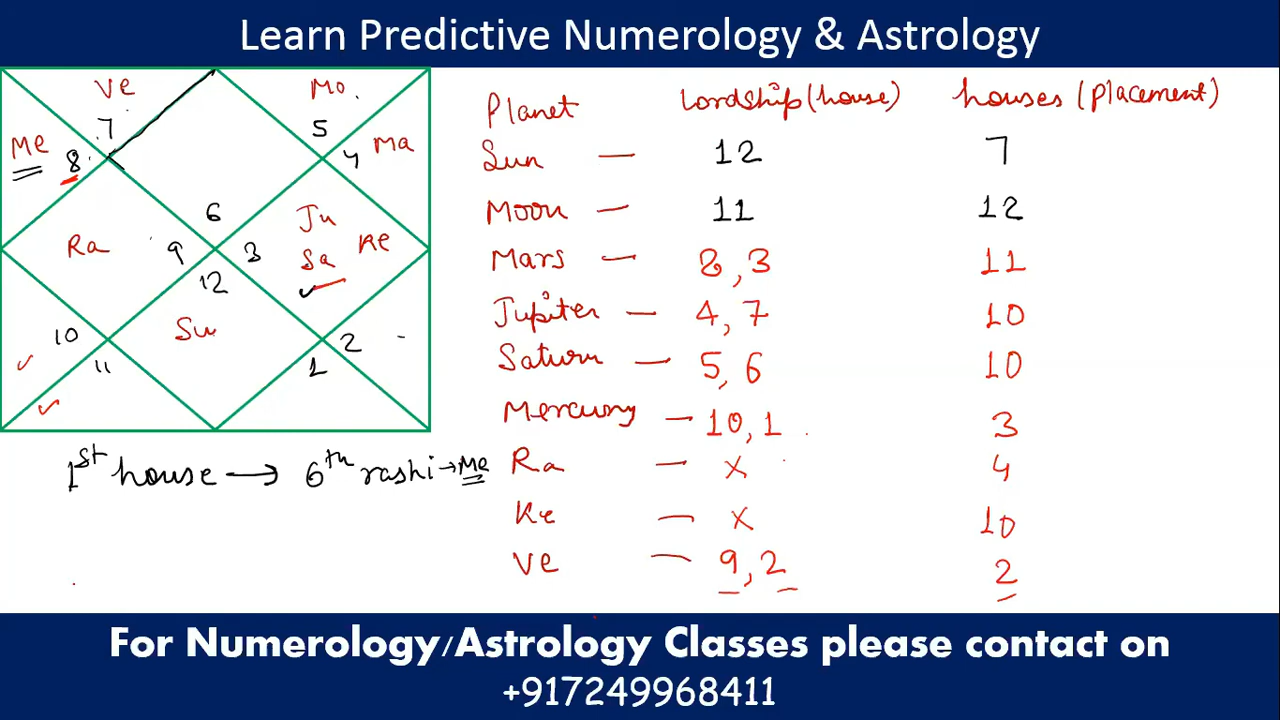 Learn Predictive Numerology & Astrology
Ve
Mo
7
5
Me
8
4
Ma
6
Ju
Ra
9
3
Sa
Ke
12
Su
10
11
2
1
1st house → 6th rashi → Me
Planet Lordship (house) houses (placement)
Sun — 12 7
Moon — 11 12
Mars — 8, 3 11
Jupiter — 4, 7 10
Saturn — 5, 6 10
Mercury — 10, 1 3
Ra — x 4
Ke — x 10
Ve — 9, 2 2
For Numerology/Astrology Classes please contact on
+917249968411